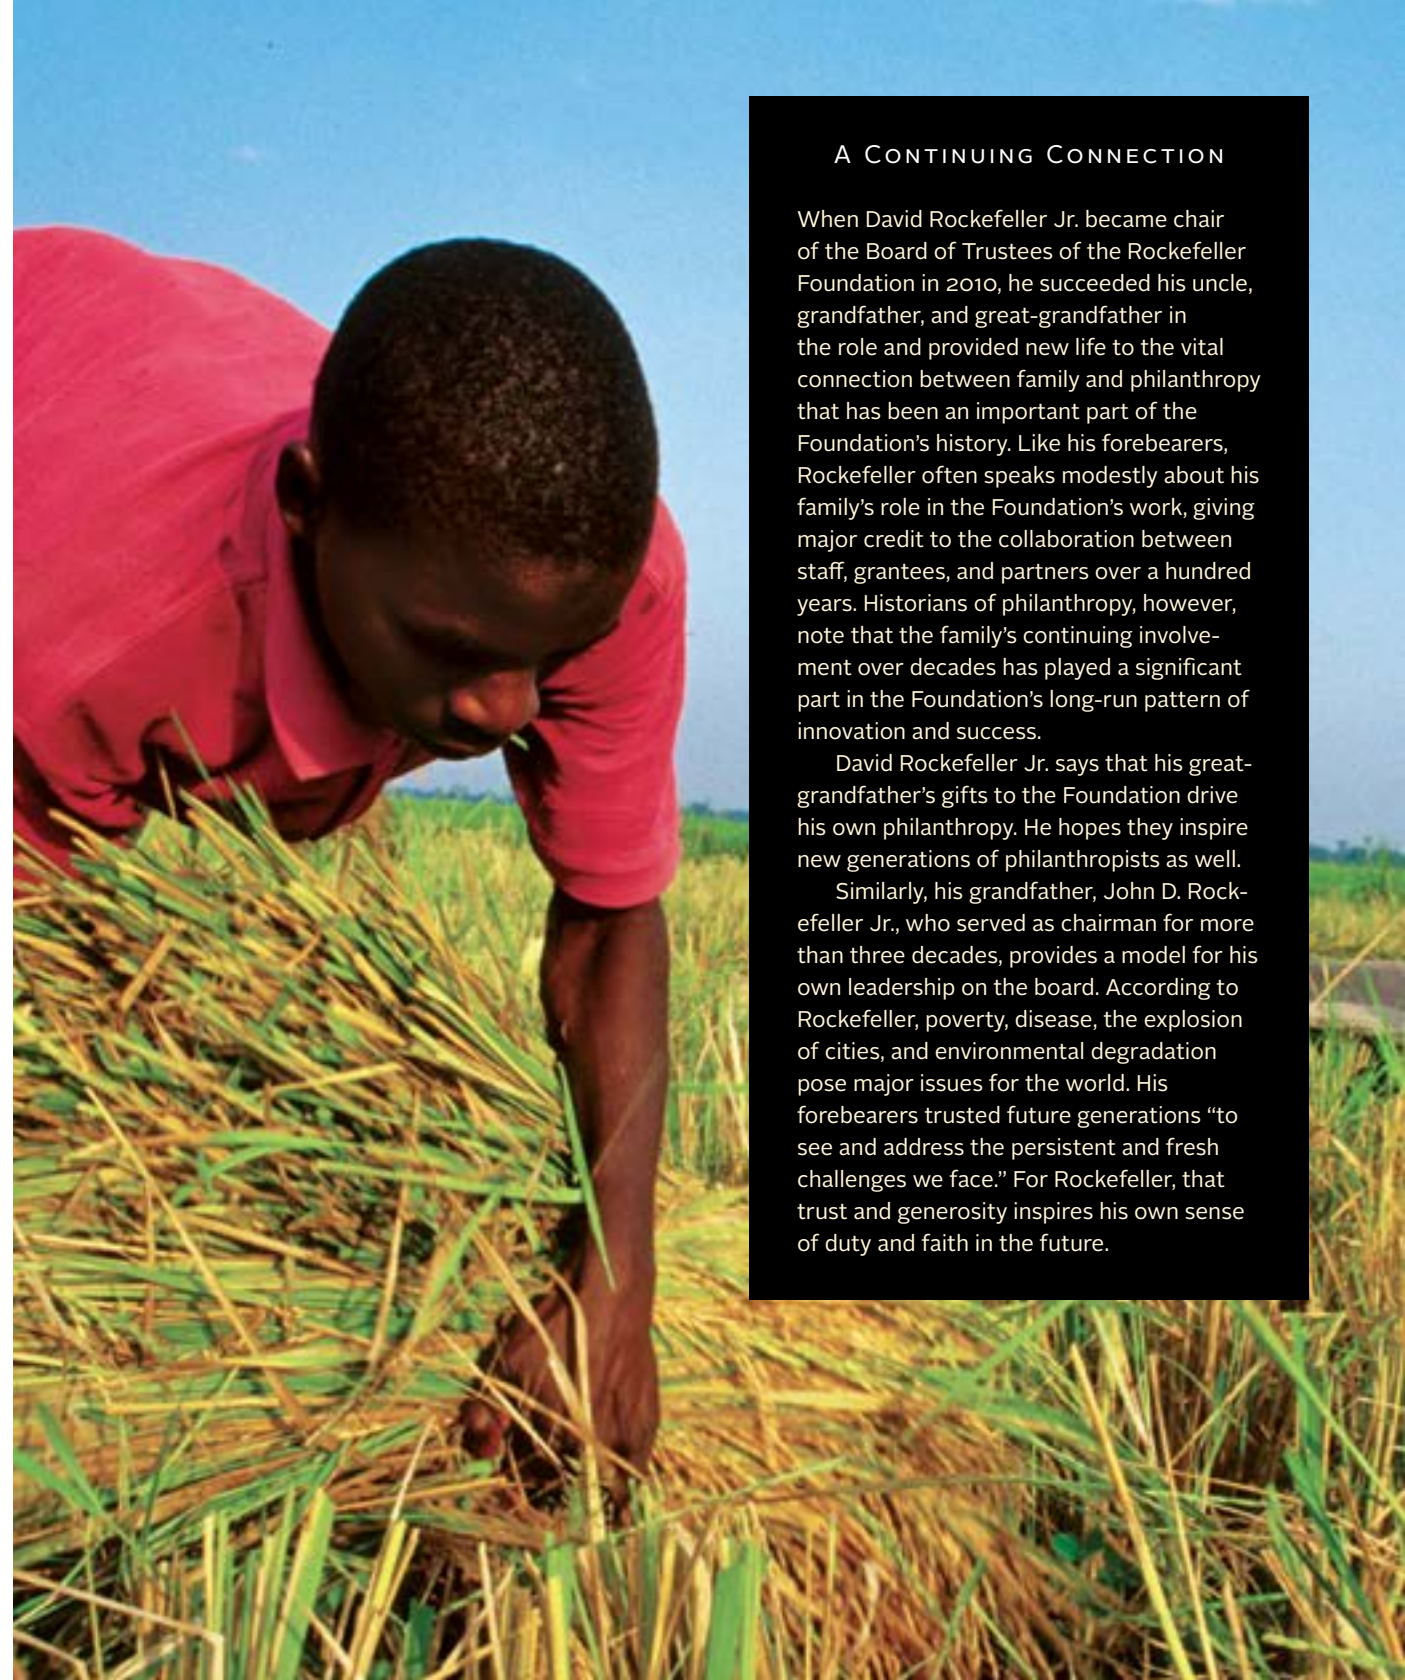 A Continuing Connection
When David Rockefeller Jr. became chair
of the Board of Trustees of the Rockefeller
Foundation in 2010, he succeeded his uncle,
grandfather, and great-grandfather in
the role and provided new life to the vital
connection between family and philanthropy
that has been an important part of the
Foundation’s history. Like his forebearers,
Rockefeller often speaks modestly about his
family’s role in the Foundation’s work, giving
major credit to the collaboration between
staff, grantees, and partners over a hundred
years. Historians of philanthropy, however,
note that the family’s continuing involve-
ment over decades has played a significant
part in the Foundation’s long-run pattern of
innovation and success.
David Rockefeller Jr. says that his great-
grandfather’s gifts to the Foundation drive
his own philanthropy. He hopes they inspire
new generations of philanthropists as well.
Similarly, his grandfather, John D. Rock-
efeller Jr., who served as chairman for more
than three decades, provides a model for his
own leadership on the board. According to
Rockefeller, poverty, disease, the explosion
of cities, and environmental degradation
pose major issues for the world. His
forebearers trusted future generations “to
see and address the persistent and fresh
challenges we face.” For Rockefeller, that
trust and generosity inspires his own sense
of duty and faith in the future.